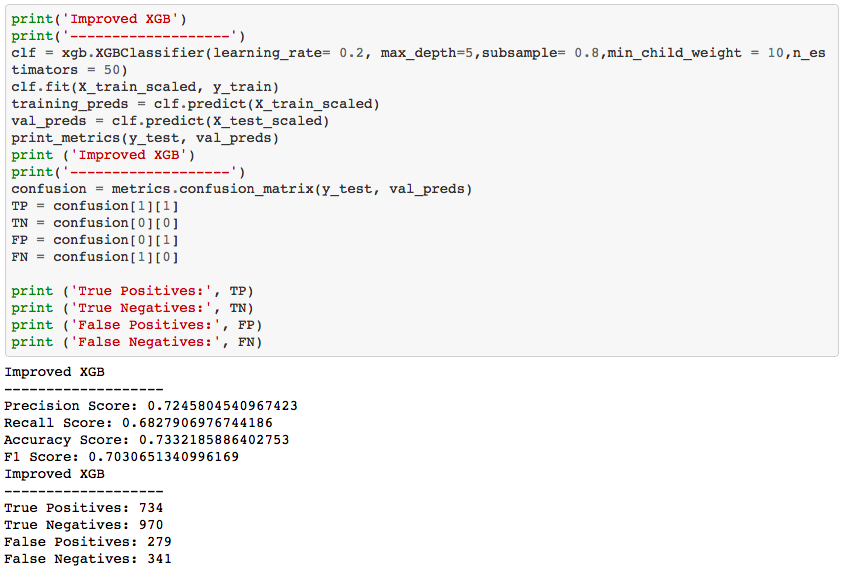 print('Improved XGB')
print('-------------------')
clf = xgb.XGBClassifier(learning_rate= 0.2, max_depth=5,subsample= 0.8,min_child_weight = 10,n_es
timators = 50)
clf.fit(X_train_scaled, y_train)
training_preds = clf.predict(X_train_scaled)
val_preds = clf.predict(X_test_scaled)
print_metrics(y_test, val_preds)
print ('Improved XGB')
print('-------------------')
confusion = metrics.confusion_matrix(y_test, val_preds)
TP = confusion[1][1]
TN = confusion[0][0]
FP = confusion[0][1]
FN = confusion[1][0]

print ('True Positives:', TP)
print ('True Negatives:', TN)
print ('False Positives:', FP)
print ('False Negatives:', FN)
Improved XGB
-------------------
Precision Score: 0.7245804540967423
Recall Score: 0.6827906976744186
Accuracy Score: 0.7332185886402753
F1 Score: 0.7030651340996169
Improved XGB
-------------------
True Positives: 734
True Negatives: 970
False Positives: 279
False Negatives: 341